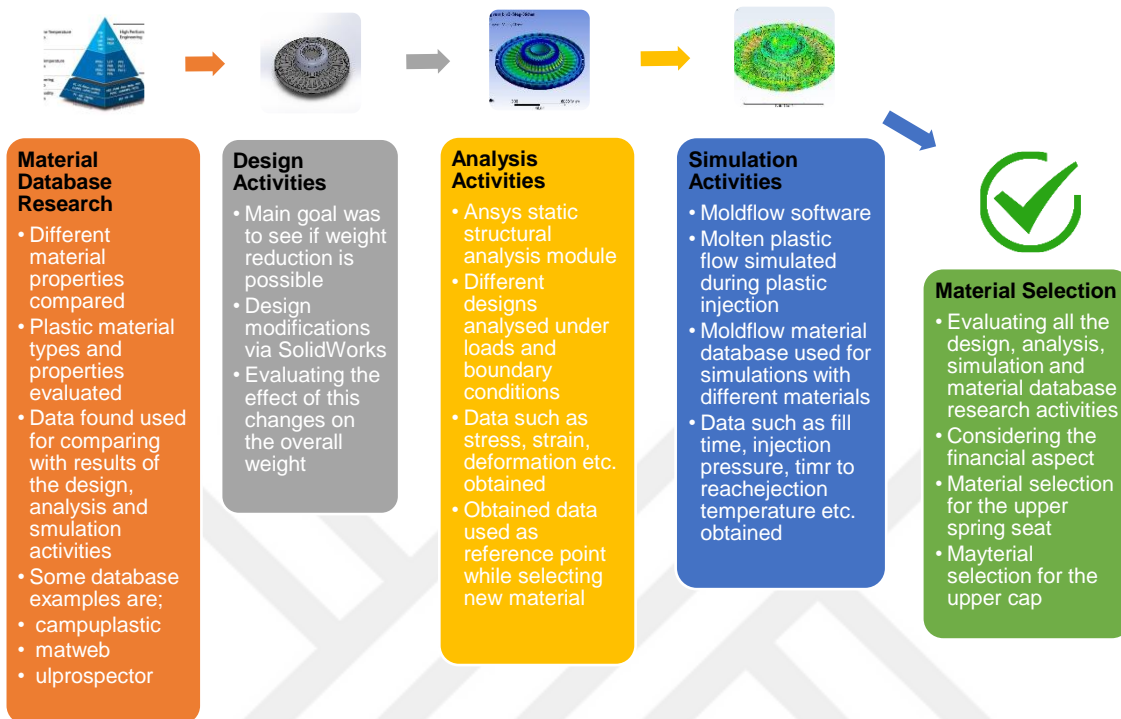 High Perform
Engineering
Material
Database
Research
• Different
material
properties
compared
• Plastic material
types and
properties
evaluated
• Data found used
for comparing
with results of
the design,
analysis and
smulation
activities
• Some database
examples are;
• campuplastic
• matweb
• ulprospector
Design
Activities
• Main goal was
to see if weight
reduction is
possible
• Design
modifications
via SolidWorks
• Evaluating the
effect of this
changes on
the overall
weight
Analysis
Activities
• Ansys static
structural
analysis module
• Different
designs
analysed under
loads and
boundary
conditions
• Data such as
stress, strain,
deformation etc.
obtained
• Obtained data
used as
reference point
while selecting
new material
Simulation
Activities
• Moldflow software
• Molten plastic
flow simulated
during plastic
injection
• Moldflow material
database used for
simulations with
different materials
• Data such as fill
time, injection
pressure, timr to
reachejection
temperature etc.
obtained
Material Selection
• Evaluating all the
design, analysis,
simulation and
material database
research activities
• Considering the
financial aspect
• Material selection
for the upper
spring seat
• Mayterial
selection for the
upper cap